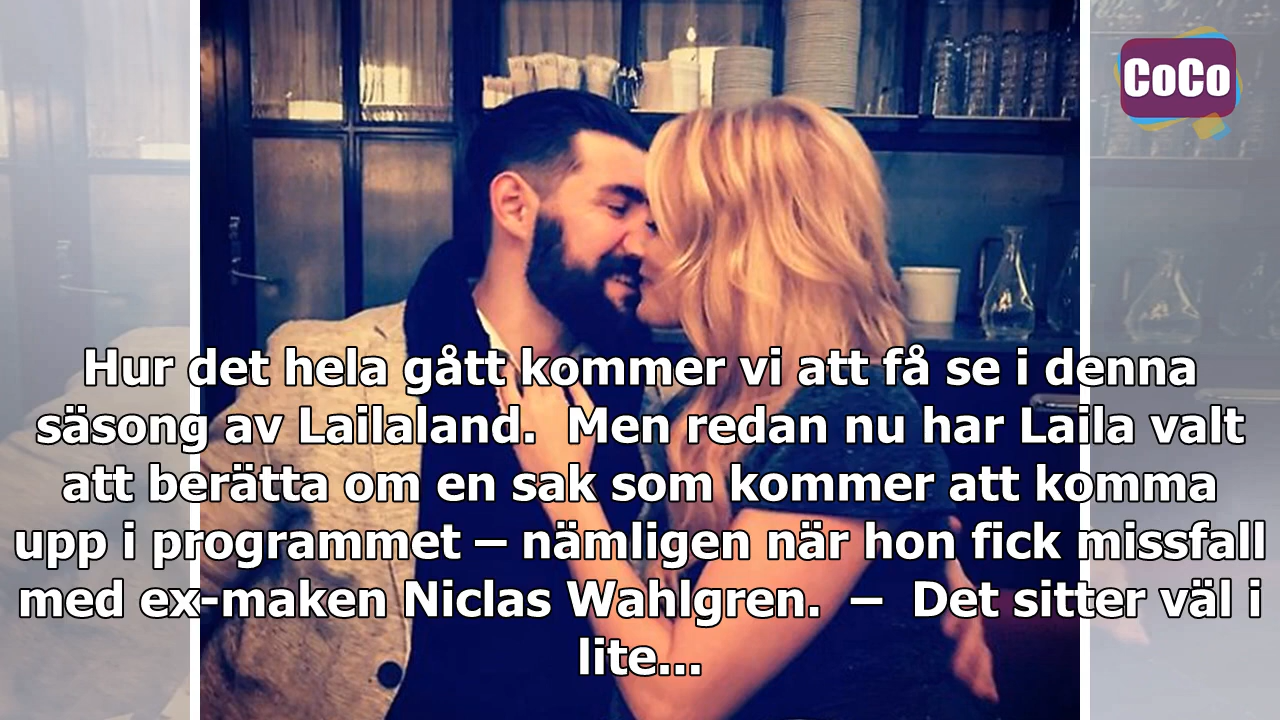 CoCo
Hur det hela gått kommer vi att få se i denna
säsong av Lailaland.  Men redan nu har Laila valt
att berätta om en sak som kommer att komma
upp i programmet – nämligen när hon fick missfall
med ex-maken Niclas Wahlgren.  –  Det sitter väl i
lite...